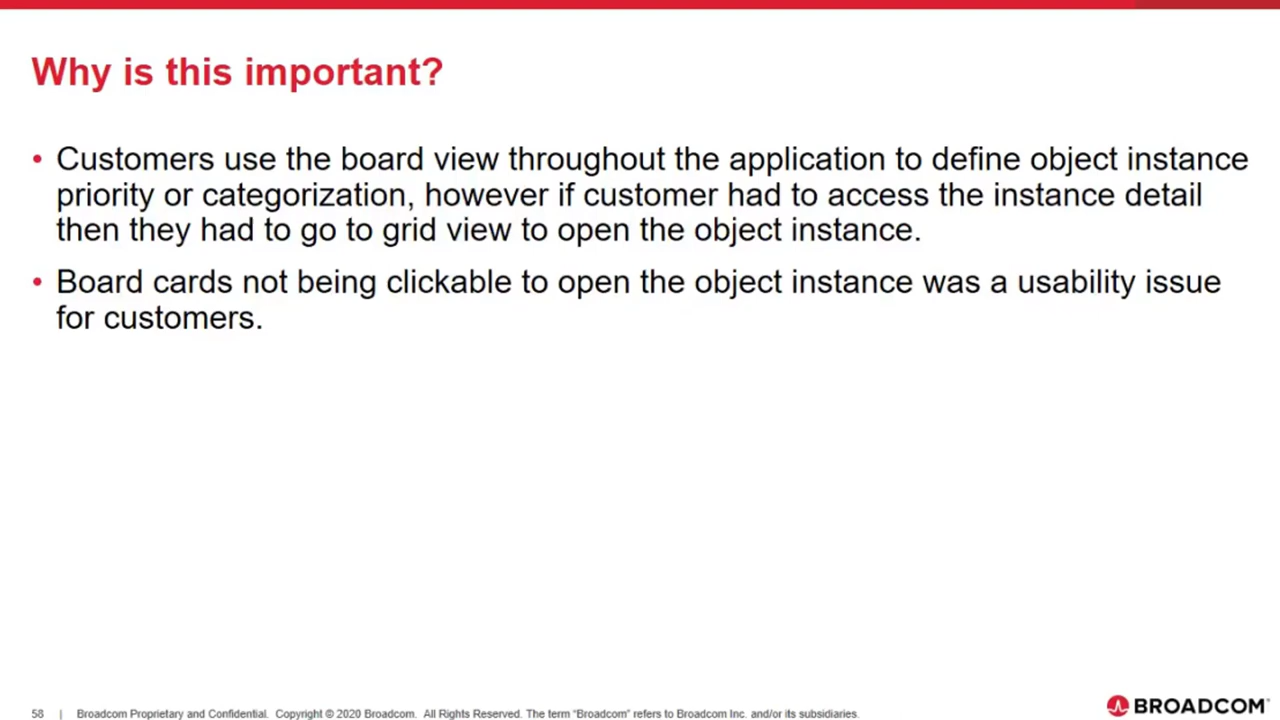 Why is this important?
• Customers use the board view throughout the application to define object instance
priority or categorization, however if customer had to access the instance detail
then they had to go to grid view to open the object instance.
• Board cards not being clickable to open the object instance was a usability issue
for customers.
58 | Broadcom Proprietary and Confidential. Copyright © 2020 Broadcom. All Rights Reserved. The term “Broadcom” refers to Broadcom Inc. and/or its subsidiaries.
BROADCOM®